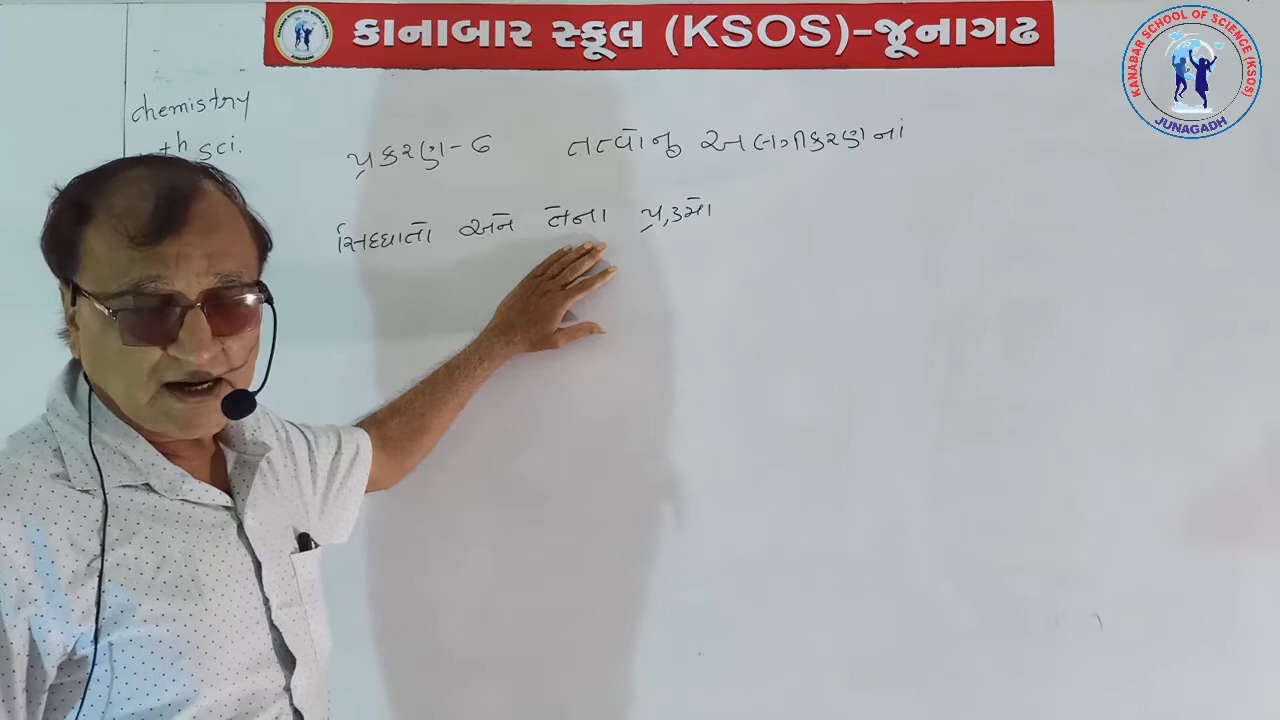 કાનાબાર સ્કૂલ (KSOS)-જૂનાગઢ
KANABAR SCHOOL OF SCIENCE (KSOS)
JUNAGADH
chemistry
th sci.
પ્રકરણ-૬ તત્વોનુ અલગીકરણનાં
સિધ્ધાતો અને તેના પ્રક્રમો